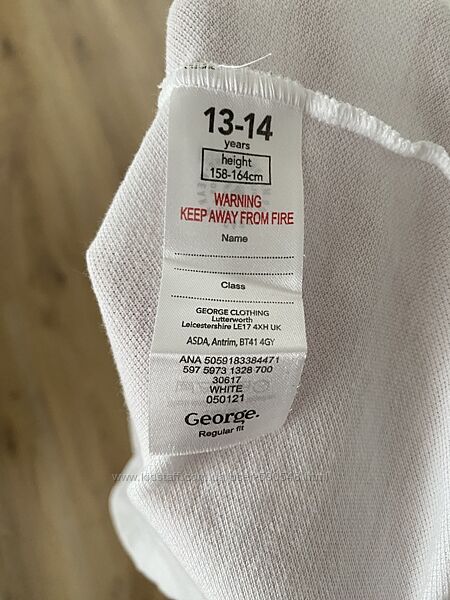 13-14
years
height
158-164cm
WARNING
KEEP AWAY FROM FIRE
Name
Class
GEORGE CLOTHING
Lutterworth
Leicestershire LE17 4XH UK
ASDA, Antrim, BT41 4GY
ANA 5059183384471
597 5973 1328 700
30617
WHITE
050121
George.
Regular fit